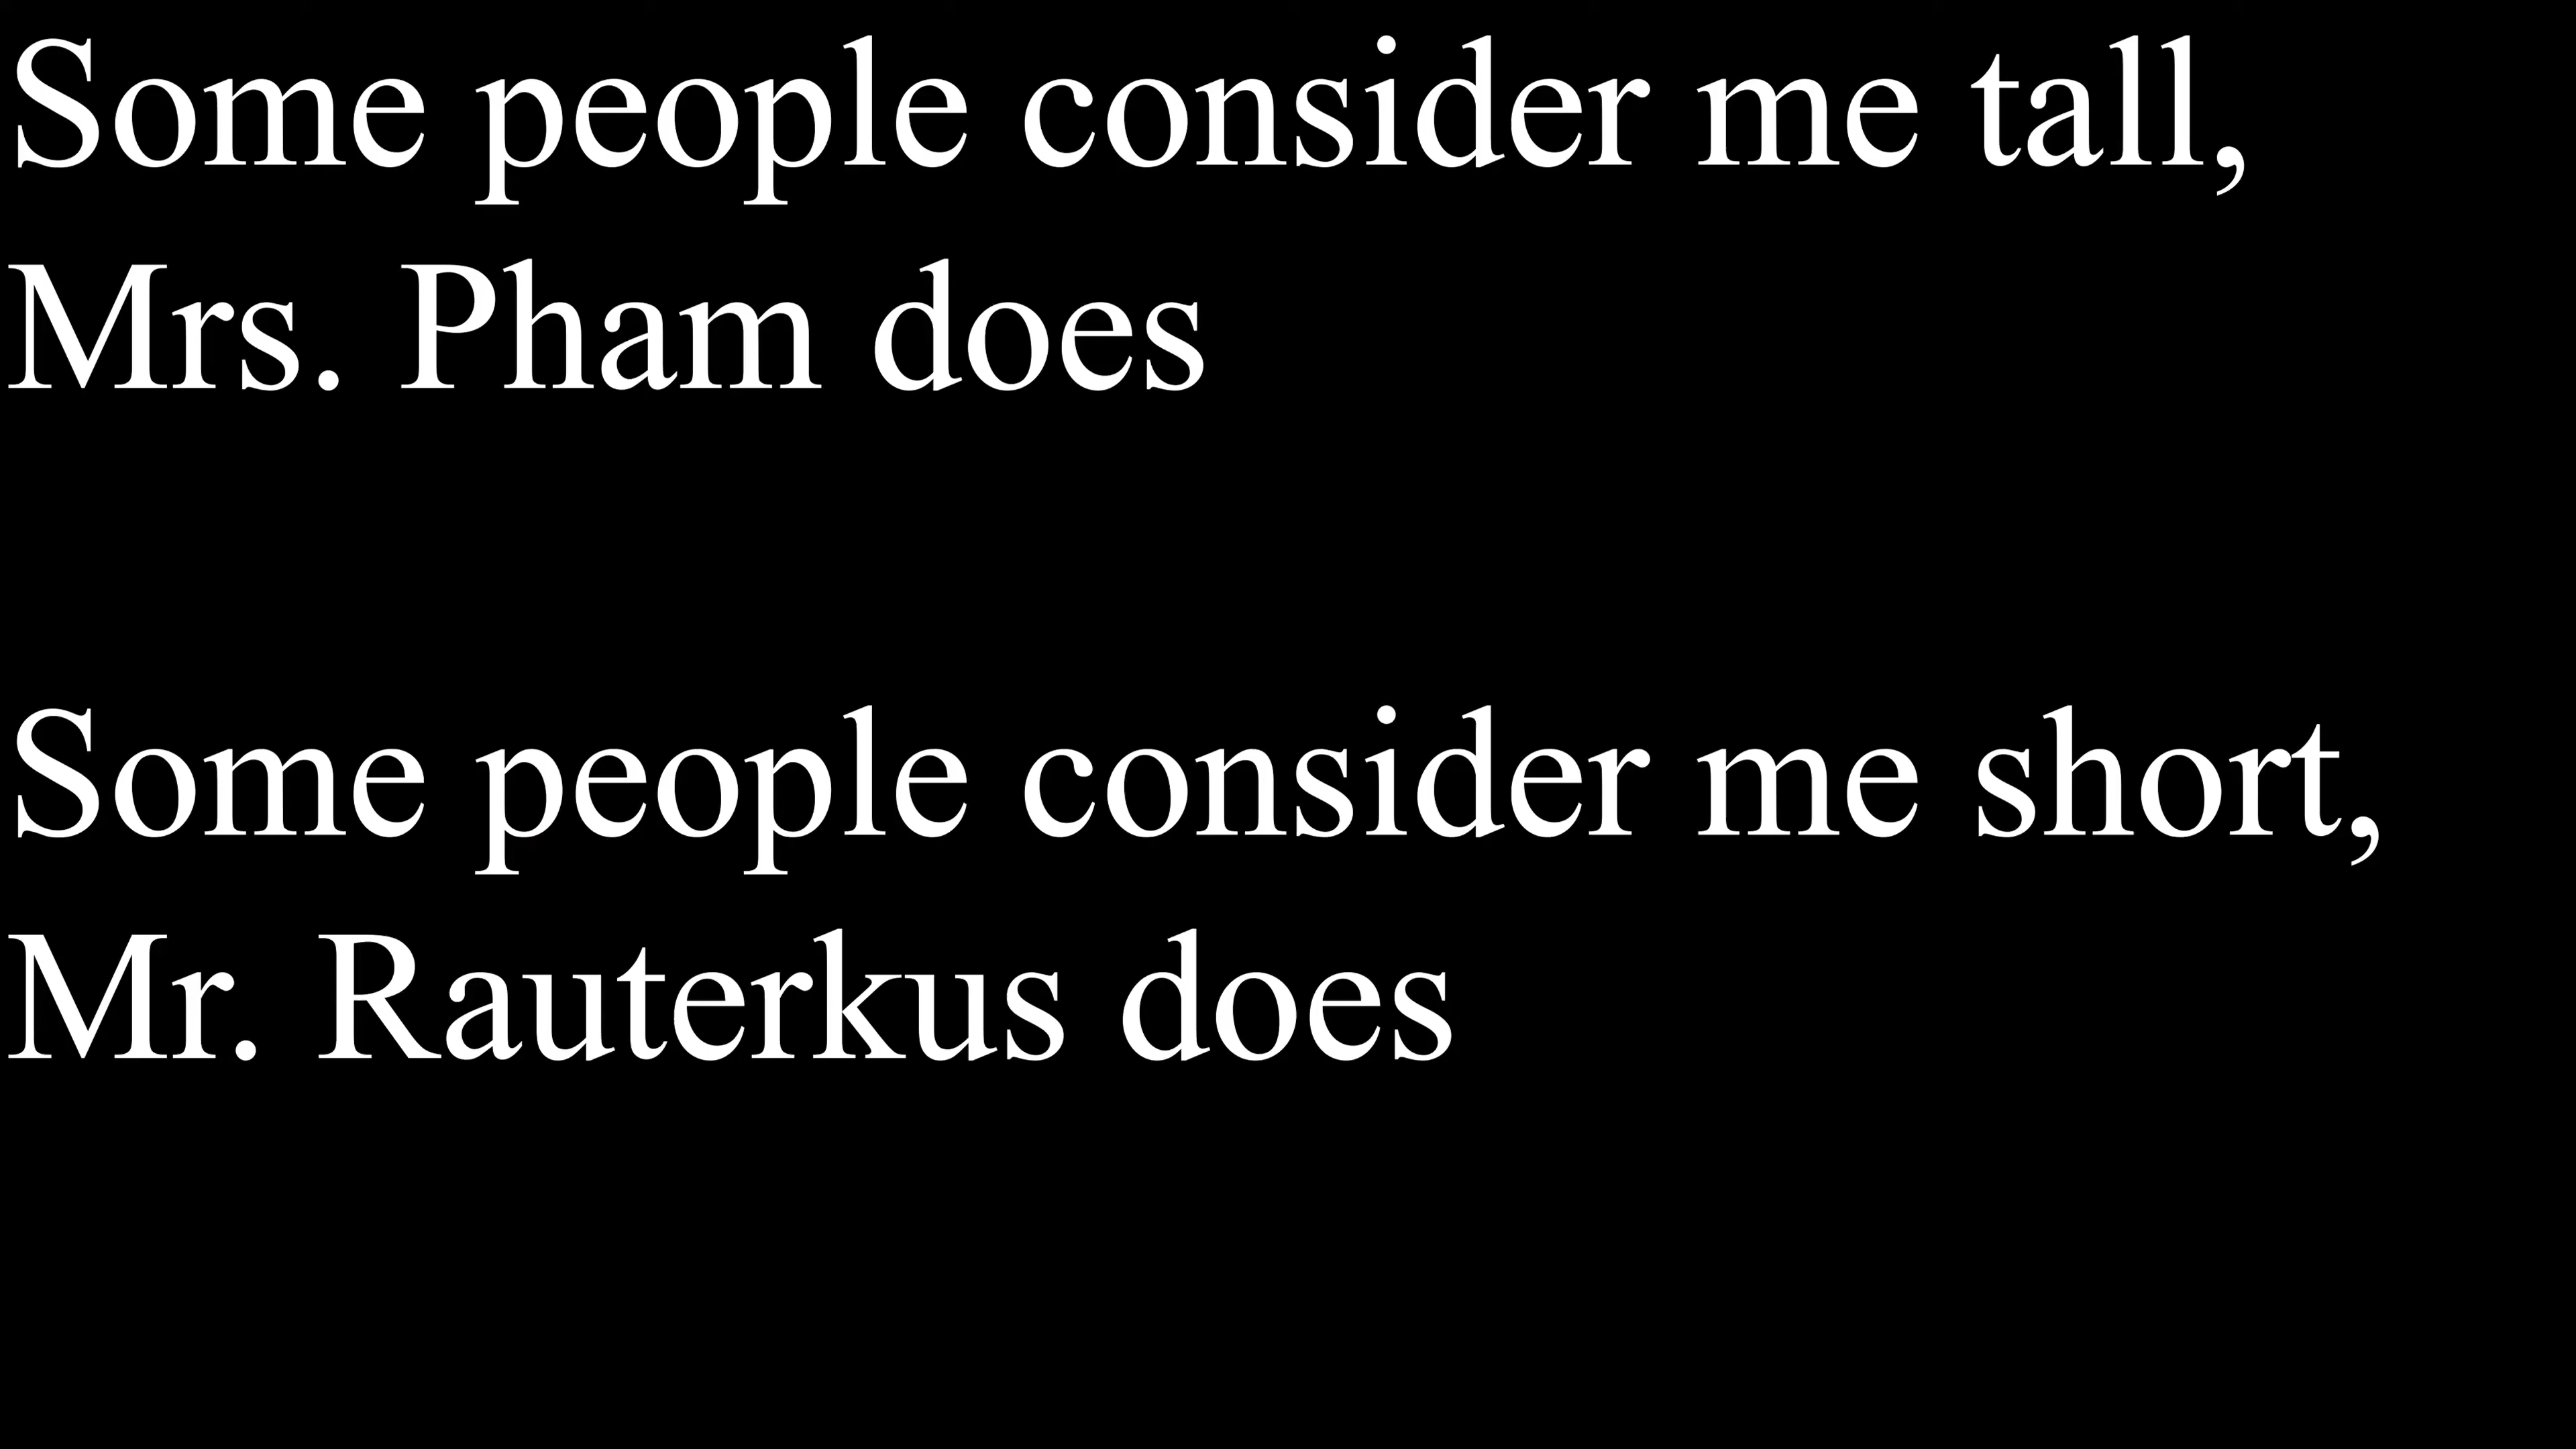 Some people consider me tall,
Mrs. Pham does
Some people consider me short,
Mr. Rauterkus does